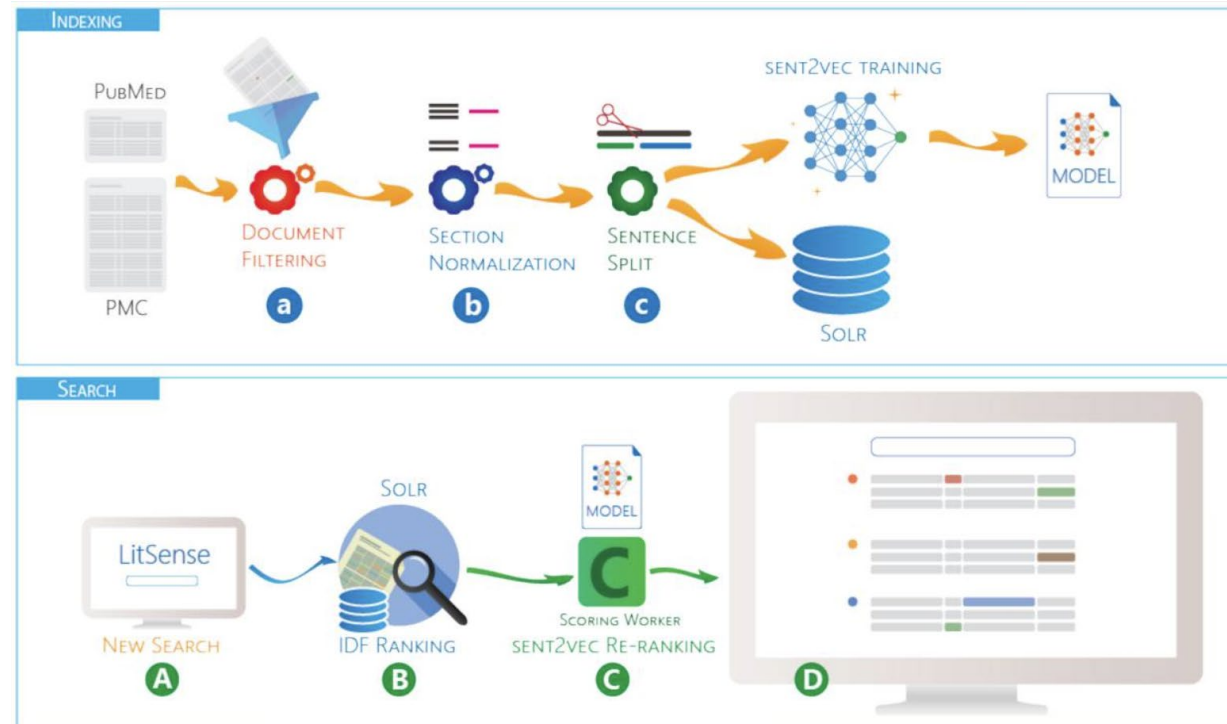 INDEXING
PUBMED
PMC
DOCUMENT
FILTERING
a
SECTION
NORMALIZATION
b
SENTENCE
SPLIT
c
SENT2VEC TRAINING
MODEL
SOLR
SEARCH
LitSense
NEW SEARCH
A
SOLR
IDF RANKING
B
MODEL
C
SCORING WORKER
SENT2VEC RE-RANKING
C
D